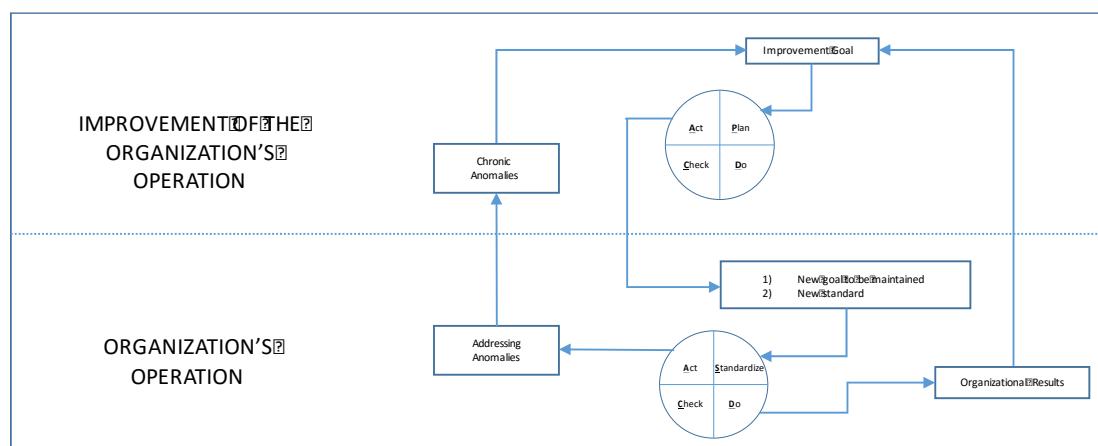 Improvement Goal
IMPROVEMENT OF THE
ORGANIZATION'S
OPERATION
Act
Plan
Check
Do
Chronic
Anomalies
1) New goal to be maintained
2) New standard
Addressing
Anomalies
ORGANIZATION'S
OPERATION
Act
Standardize
Check
Do
Organizational Results